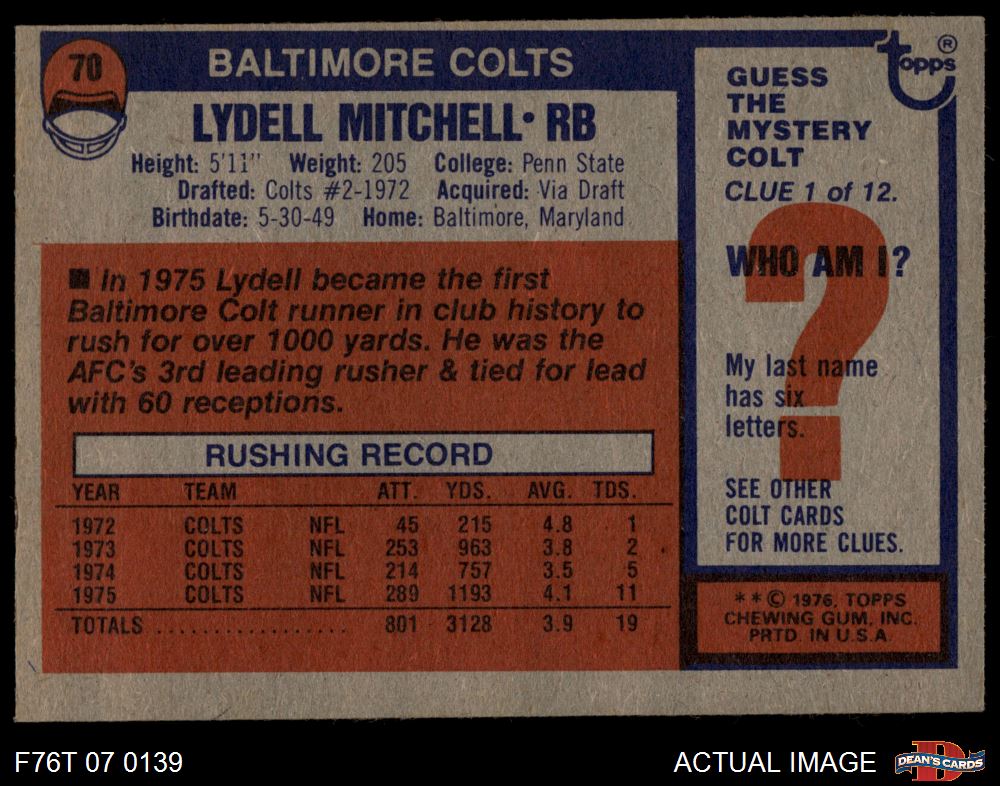 70
BALTIMORE COLTS
LYDELL MITCHELL• RB
Height: 5'11" Weight: 205 College: Penn State
Drafted: Colts #2-1972 Acquired: Via Draft
Birthdate: 5-30-49 Home: Baltimore, Maryland
■ In 1975 Lydell became the first
Baltimore Colt runner in club history to
rush for over 1000 yards. He was the
AFC's 3rd leading rusher & tied for lead
with 60 receptions.
RUSHING RECORD
YEAR TEAM ATT. YDS. AVG. TDS.
1972 COLTS NFL 45 215 4.8 1
1973 COLTS NFL 253 963 3.8 2
1974 COLTS NFL 214 757 3.5 5
1975 COLTS NFL 289 1193 4.1 11
TOTALS .................. 801 3128 3.9 19
topps®
GUESS
THE
MYSTERY
COLT
CLUE 1 of 12.
?
WHO AM I?
My last name
has six
letters.
SEE OTHER
COLT CARDS
FOR MORE CLUES.
**© 1976, TOPPS
CHEWING GUM, INC.
PRTD. IN U.S.A.
F76T 07 0139
ACTUAL IMAGE
D
DEAN'S CARDS